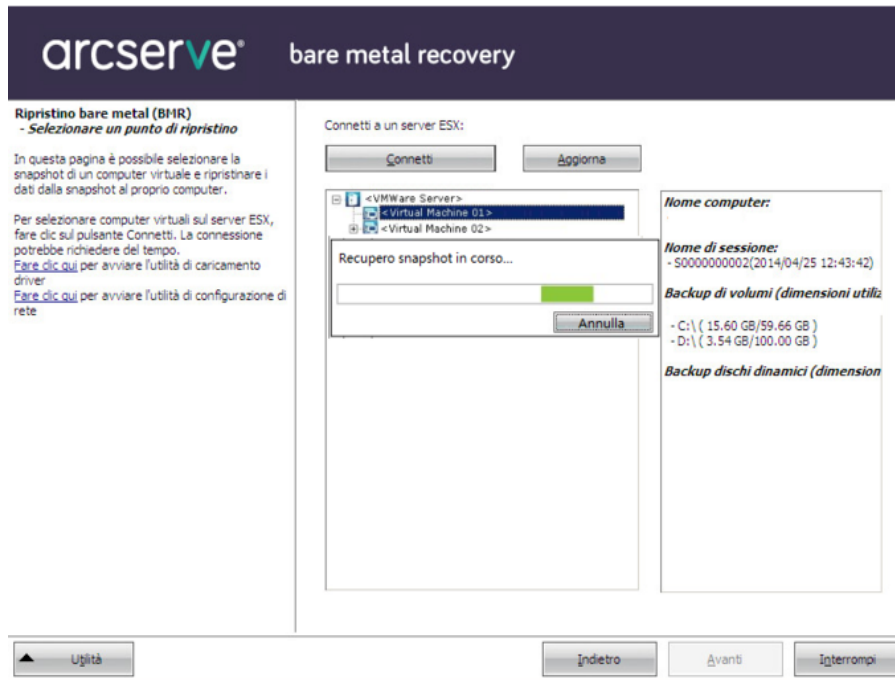 arcserve® bare metal recovery
Ripristino bare metal (BMR)
- Selezionare un punto di ripristino
In questa pagina è possibile selezionare la
snapshot di un computer virtuale e ripristinare i
dati dalla snapshot al proprio computer.
Per selezionare computer virtuali sul server ESX,
fare clic sul pulsante Connetti. La connessione
potrebbe richiedere del tempo.
Fare clic qui per avviare l'utilità di caricamento
driver
Fare clic qui per avviare l'utilità di configurazione di
rete
Connetti a un server ESX:
Connetti
Aggiorna
<VMWare Server>
<Virtual Machine 01>
<Virtual Machine 02>
Recupero snapshot in corso...
Annulla
Nome computer:
Nome di sessione:
- S0000000002(2014/04/25 12:43:42)
Backup di volumi (dimensioni utiliz
- C:\ ( 15.60 GB/59.66 GB )
- D:\ ( 3.54 GB/100.00 GB )
Backup dischi dinamici (dimension
Utilità
Indietro
Avanti
Interrompi